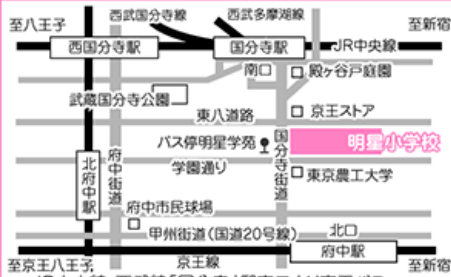 西武国分寺線
西武多摩湖線
至八王子
至新宿
西国分寺駅
国分寺駅
JR中央線
南口
殿ヶ谷戸庭園
武蔵国分寺公園
東八道路
京王ストア
バス停明星学苑
国分寺街道
明星小学校
北府中駅
府中街道
学園通り
東京農工大学
府中市民球場
甲州街道(国道20号線)
北口
府中駅
至京王八王子
京王線
至新宿